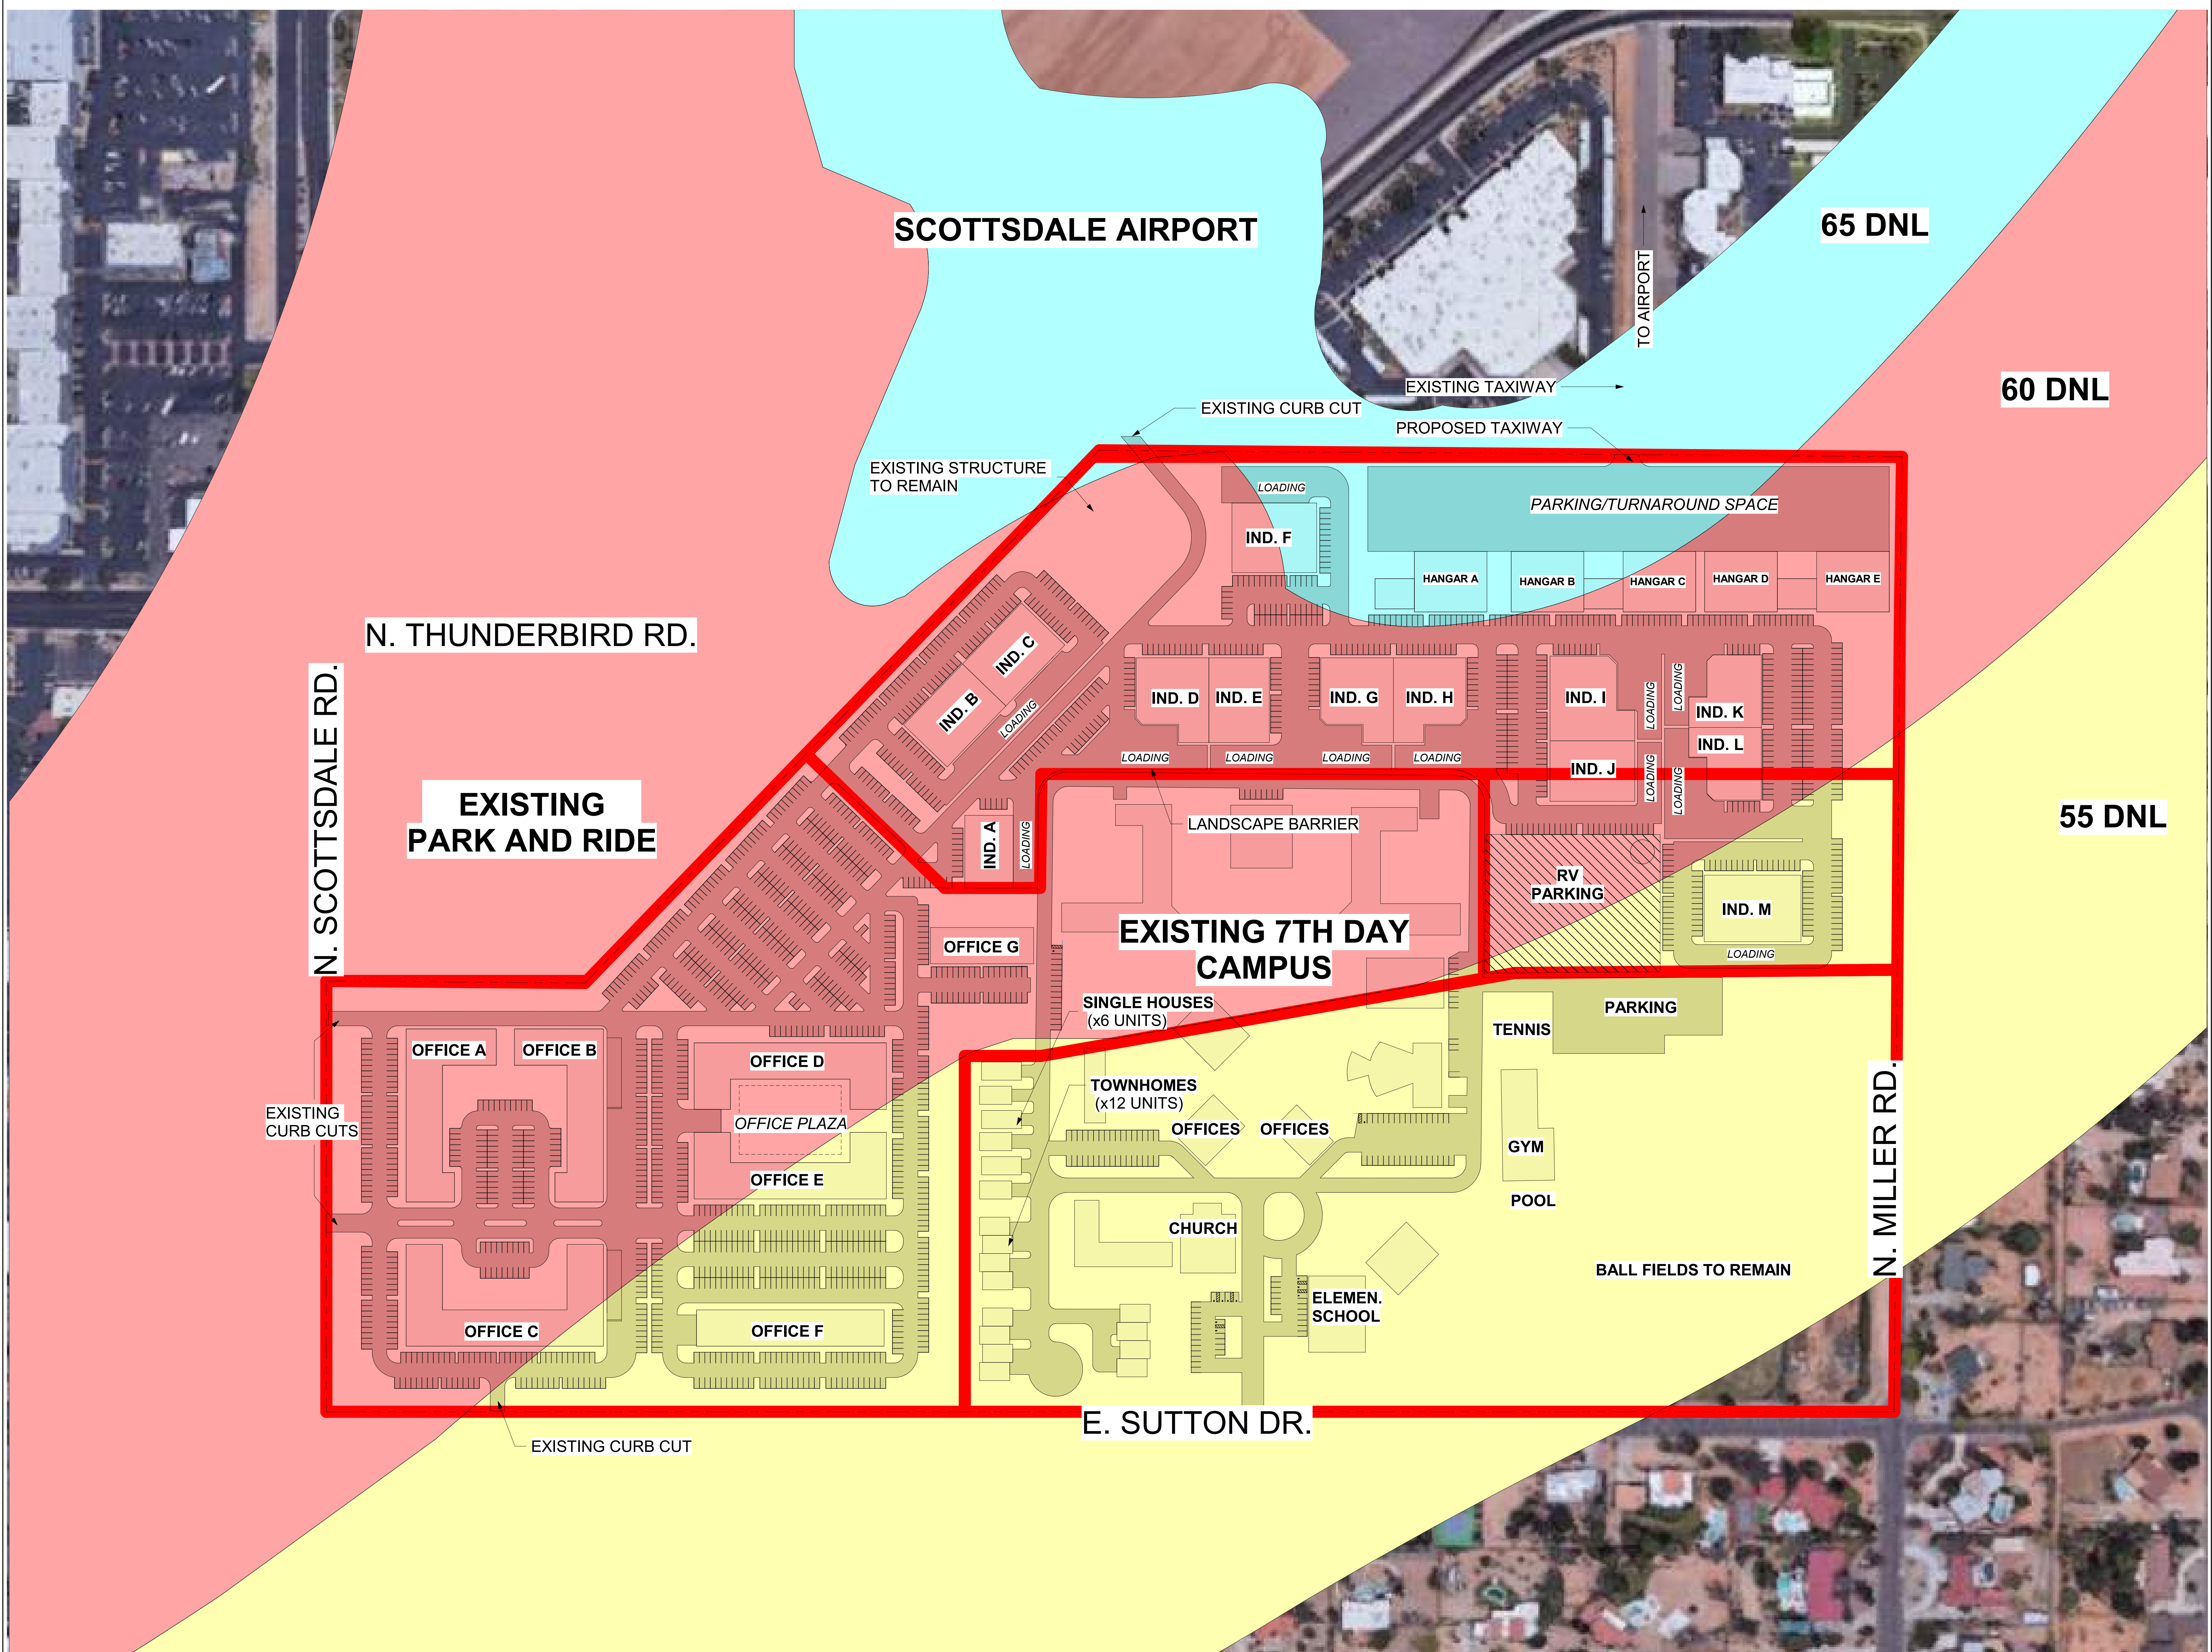 SCOTTSDALE AIRPORT
65 DNL
TO AIRPORT
EXISTING TAXIWAY
60 DNL
EXISTING CURB CUT
PROPOSED TAXIWAY
EXISTING STRUCTURE
TO REMAIN
LOADING
PARKING/TURNAROUND SPACE
IND. F
HANGAR A
HANGAR B
HANGAR C
HANGAR D
HANGAR E
N. THUNDERBIRD RD.
N. SCOTTSDALE RD.
IND. C
IND. B
LOADING
IND. D
IND. E
IND. G
IND. H
IND. I
LOADING
LOADING
IND. K
IND. L
LOADING
LOADING
LOADING
LOADING
IND. J
LOADING
LOADING
EXISTING
PARK AND RIDE
55 DNL
LANDSCAPE BARRIER
IND. A
LOADING
RV
PARKING
IND. M
LOADING
EXISTING 7TH DAY
CAMPUS
OFFICE G
SINGLE HOUSES
(x6 UNITS)
PARKING
TENNIS
OFFICE A
OFFICE B
OFFICE D
TOWNHOMES
(x12 UNITS)
EXISTING
CURB CUTS
OFFICE PLAZA
OFFICES
OFFICES
GYM
OFFICE E
POOL
N. MILLER RD.
CHURCH
BALL FIELDS TO REMAIN
ELEMEN.
SCHOOL
OFFICE C
OFFICE F
E. SUTTON DR.
EXISTING CURB CUT